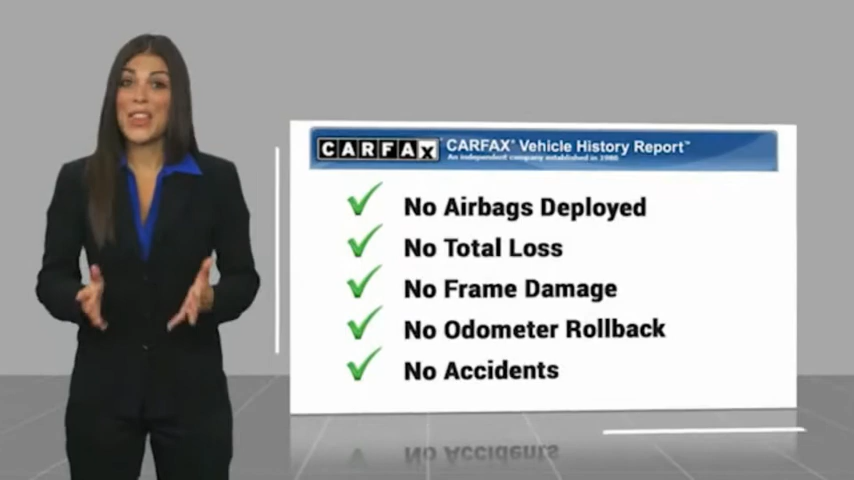 CARFAX CARFAX® Vehicle History Report™
An independent company established in 1986
No Airbags Deployed
No Total Loss
No Frame Damage
No Odometer Rollback
No Accidents
No Accidents